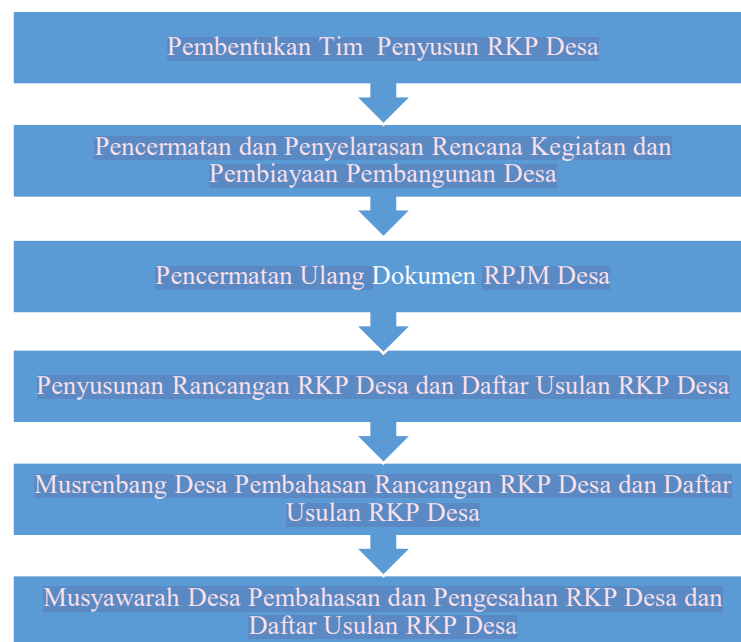 Pembentukan Tim Penyusun RKP Desa
Pencermatan dan Penyelarasan Rencana Kegiatan dan
Pembiayaan Pembangunan Desa
Pencermatan Ulang Dokumen RPJM Desa
Penyusunan Rancangan RKP Desa dan Daftar Usulan RKP Desa
Musrenbang Desa Pembahasan Rancangan RKP Desa dan Daftar
Usulan RKP Desa
Musyawarah Desa Pembahasan dan Pengesahan RKP Desa dan
Daftar Usulan RKP Desa